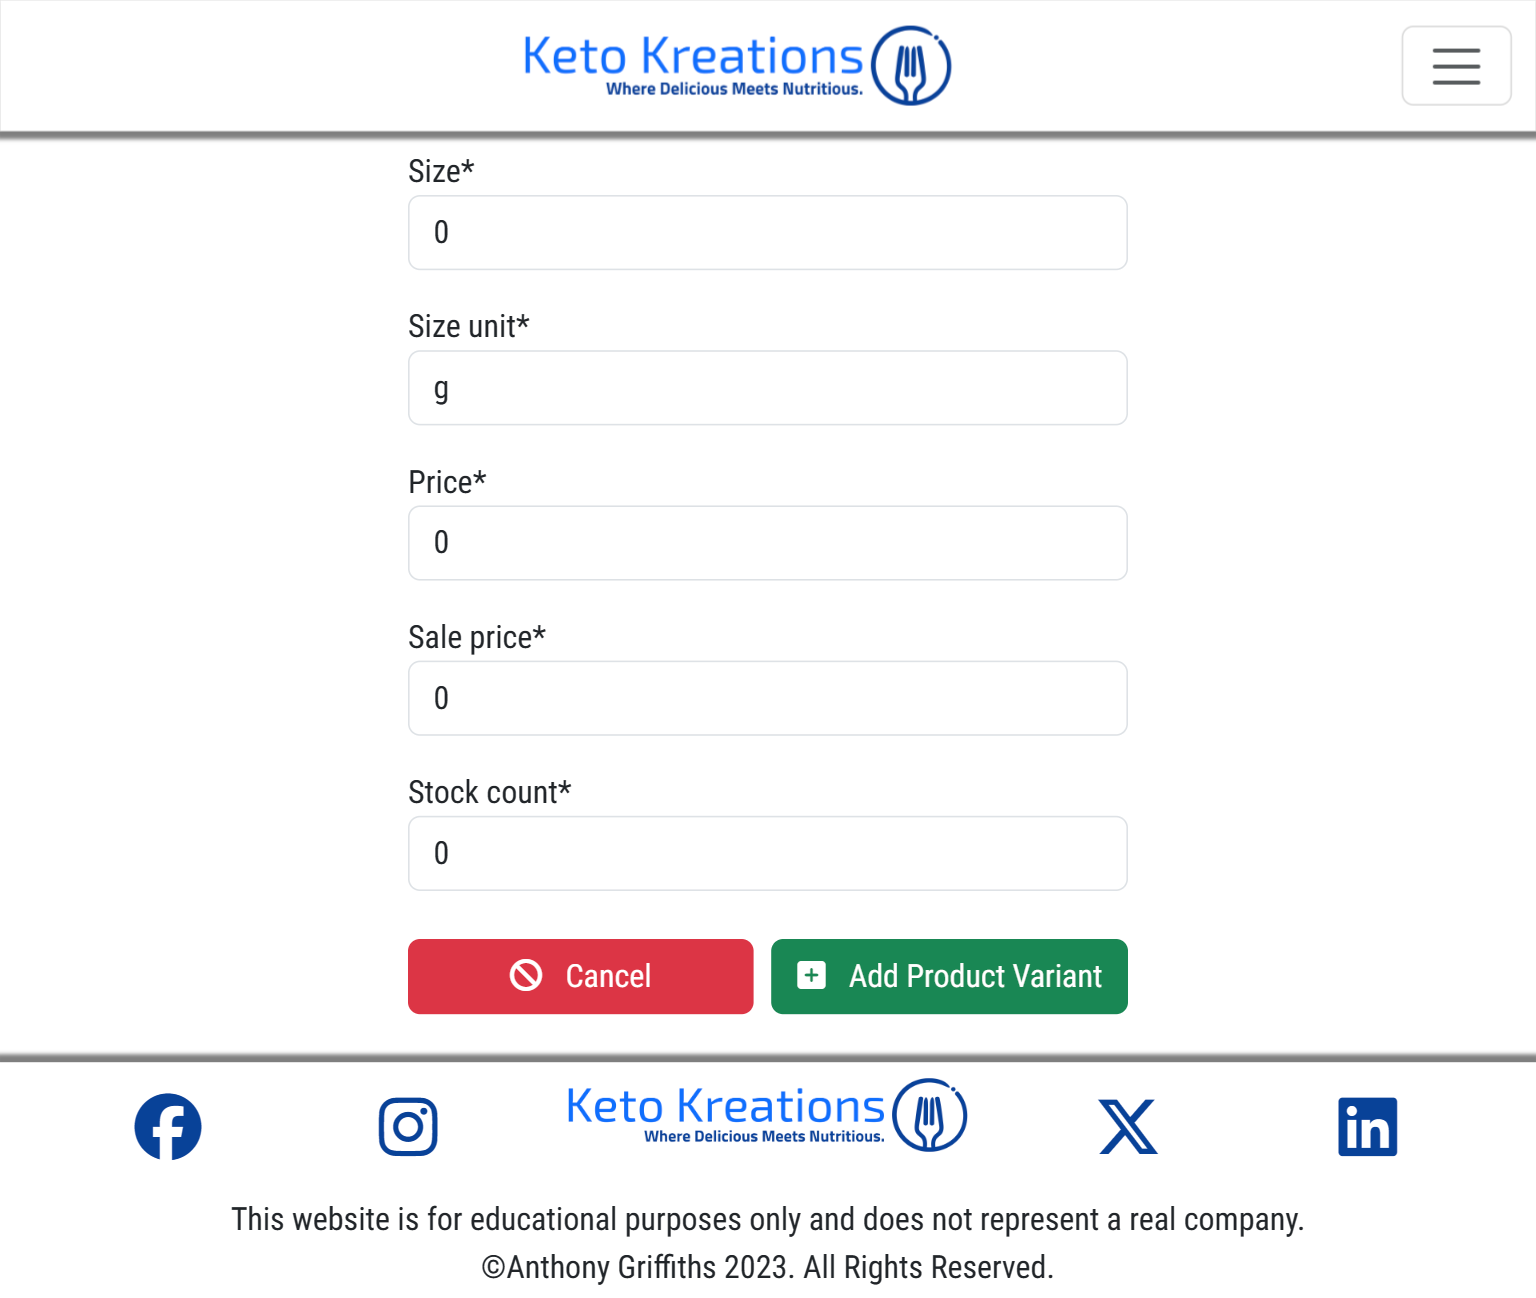 Keto Kreations
Where Delicious Meets Nutritious.
Size*
0
Size unit*
g
Price*
0
Sale price*
0
Stock count*
0
Cancel
Add Product Variant
Keto Kreations
Where Delicious Meets Nutritious.
This website is for educational purposes only and does not represent a real company.
©Anthony Griffiths 2023. All Rights Reserved.